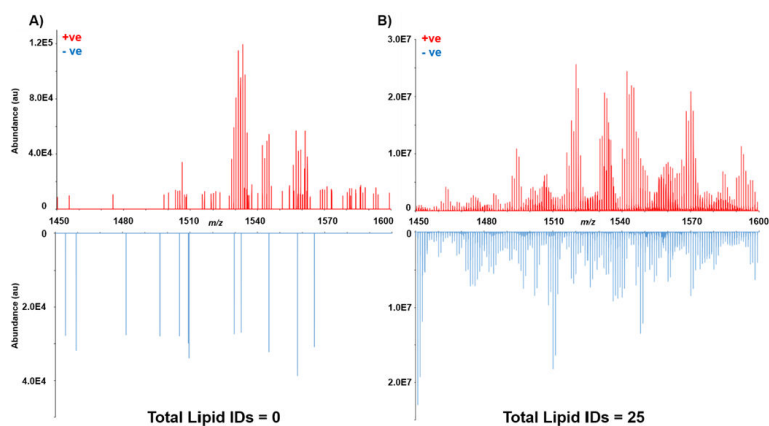 A)
+ve
- ve
Abundance (au)
1.2E5
8.0E4
4.0E4
0
1450 1480 1510 m/z 1540 1570 1600
0
2.0E4
4.0E4
Abundance (au)
Total Lipid IDs = 0
B)
+ve
- ve
Abundance (au)
3.0E7
2.0E7
1.0E7
0
1450 1480 1510 m/z 1540 1570 1600
0
1.0E7
2.0E7
Total Lipid IDs = 25